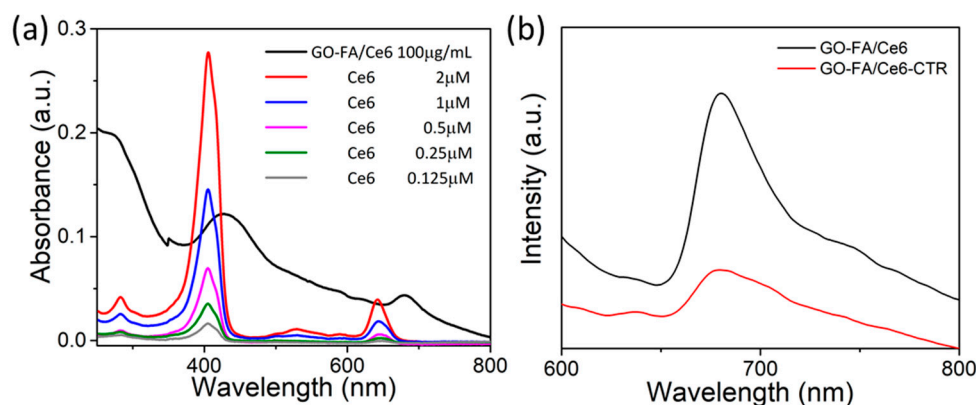 (a)
0.3
0.2
0.1
0.0
Absorbance (a.u.)
GO-FA/Ce6 100μg/mL
Ce6 2μM
Ce6 1μM
Ce6 0.5μM
Ce6 0.25μM
Ce6 0.125μM
400 600 800
Wavelength (nm)
(b)
Intensity (a.u.)
GO-FA/Ce6
GO-FA/Ce6-CTR
600 700 800
Wavelength (nm)